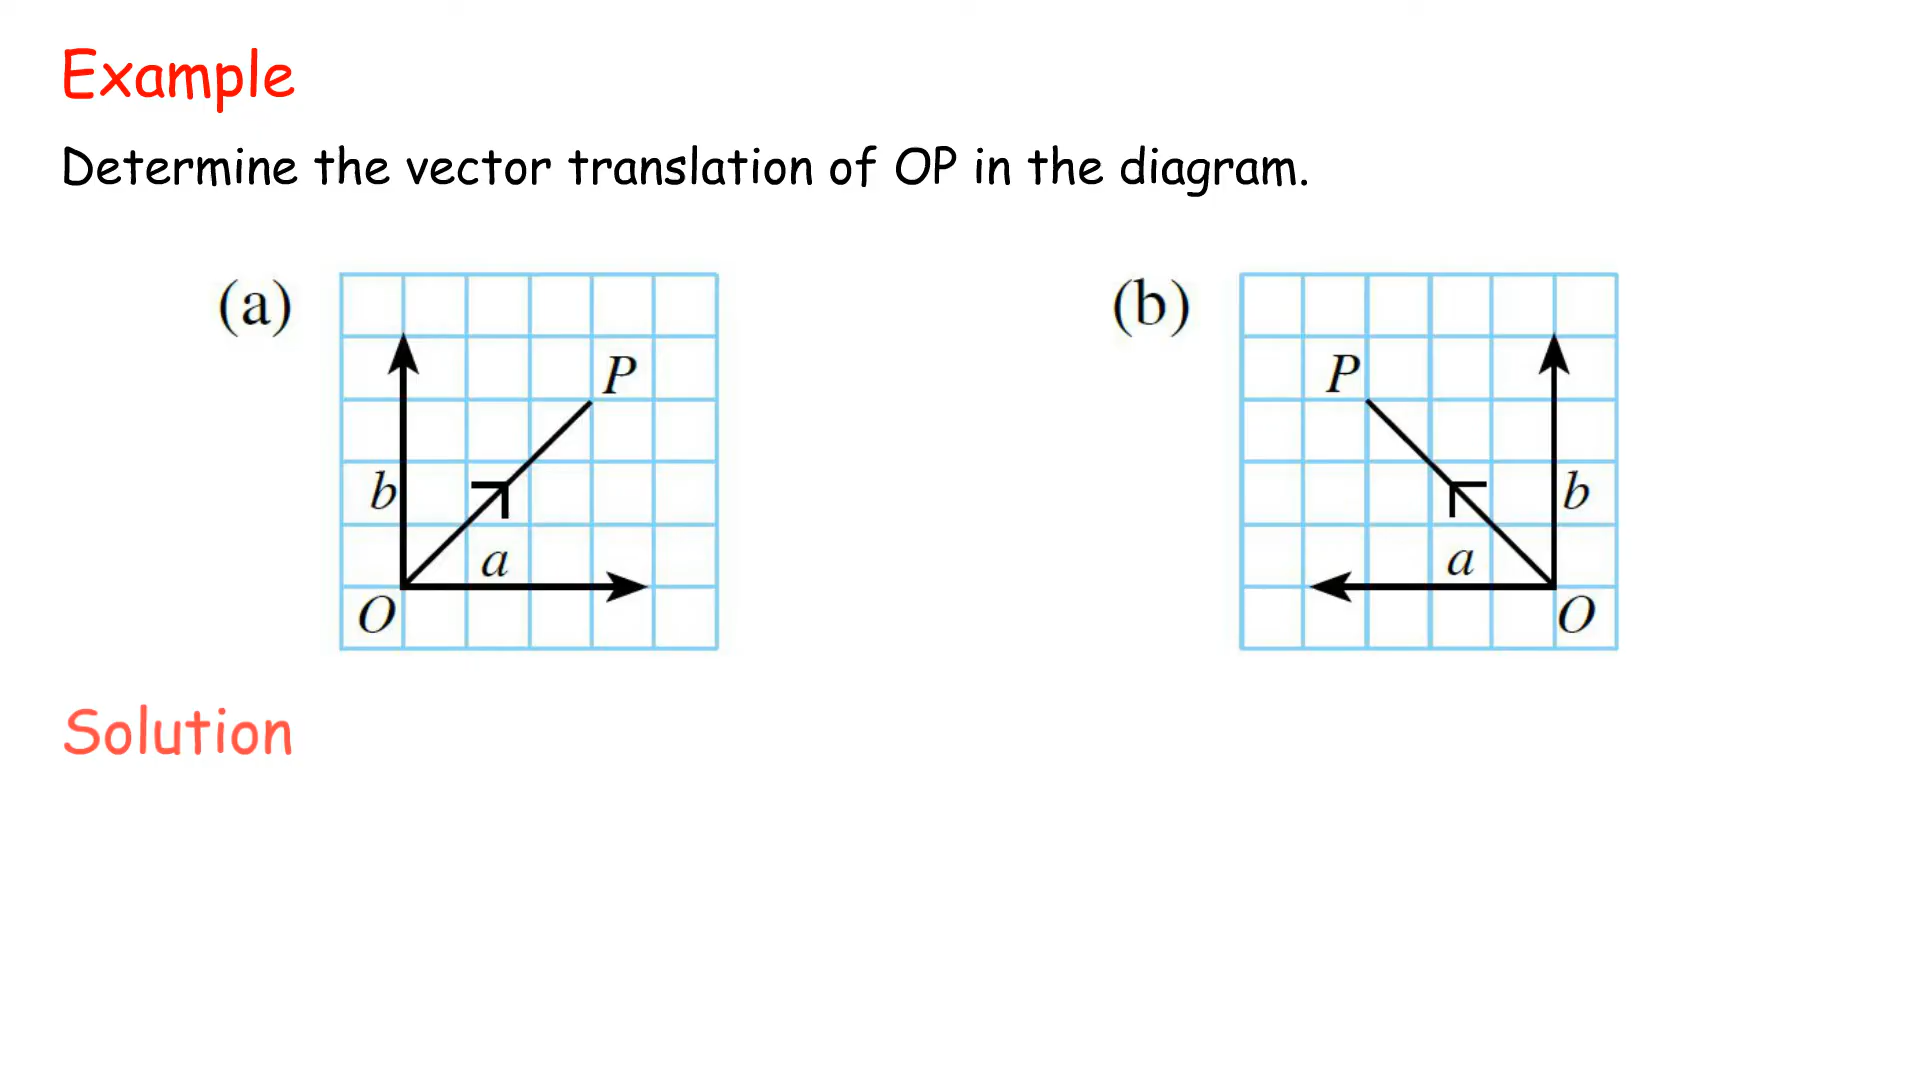 Example
Determine the vector translation of OP in the diagram.
(a)
P
b
a
O
(b)
P
b
a
O
Solution